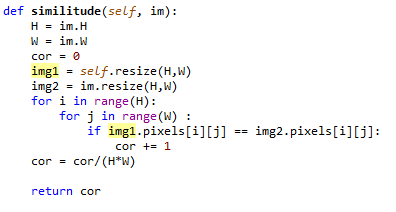 def similitude(self, im):
    H = im.H
    W = im.W
    cor = 0
    img1 = self.resize(H,W)
    img2 = im.resize(H,W)
    for i in range(H):
        for j in range(W) :
            if img1.pixels[i][j] == img2.pixels[i][j]:
                cor += 1
    cor = cor/(H*W)
    return cor